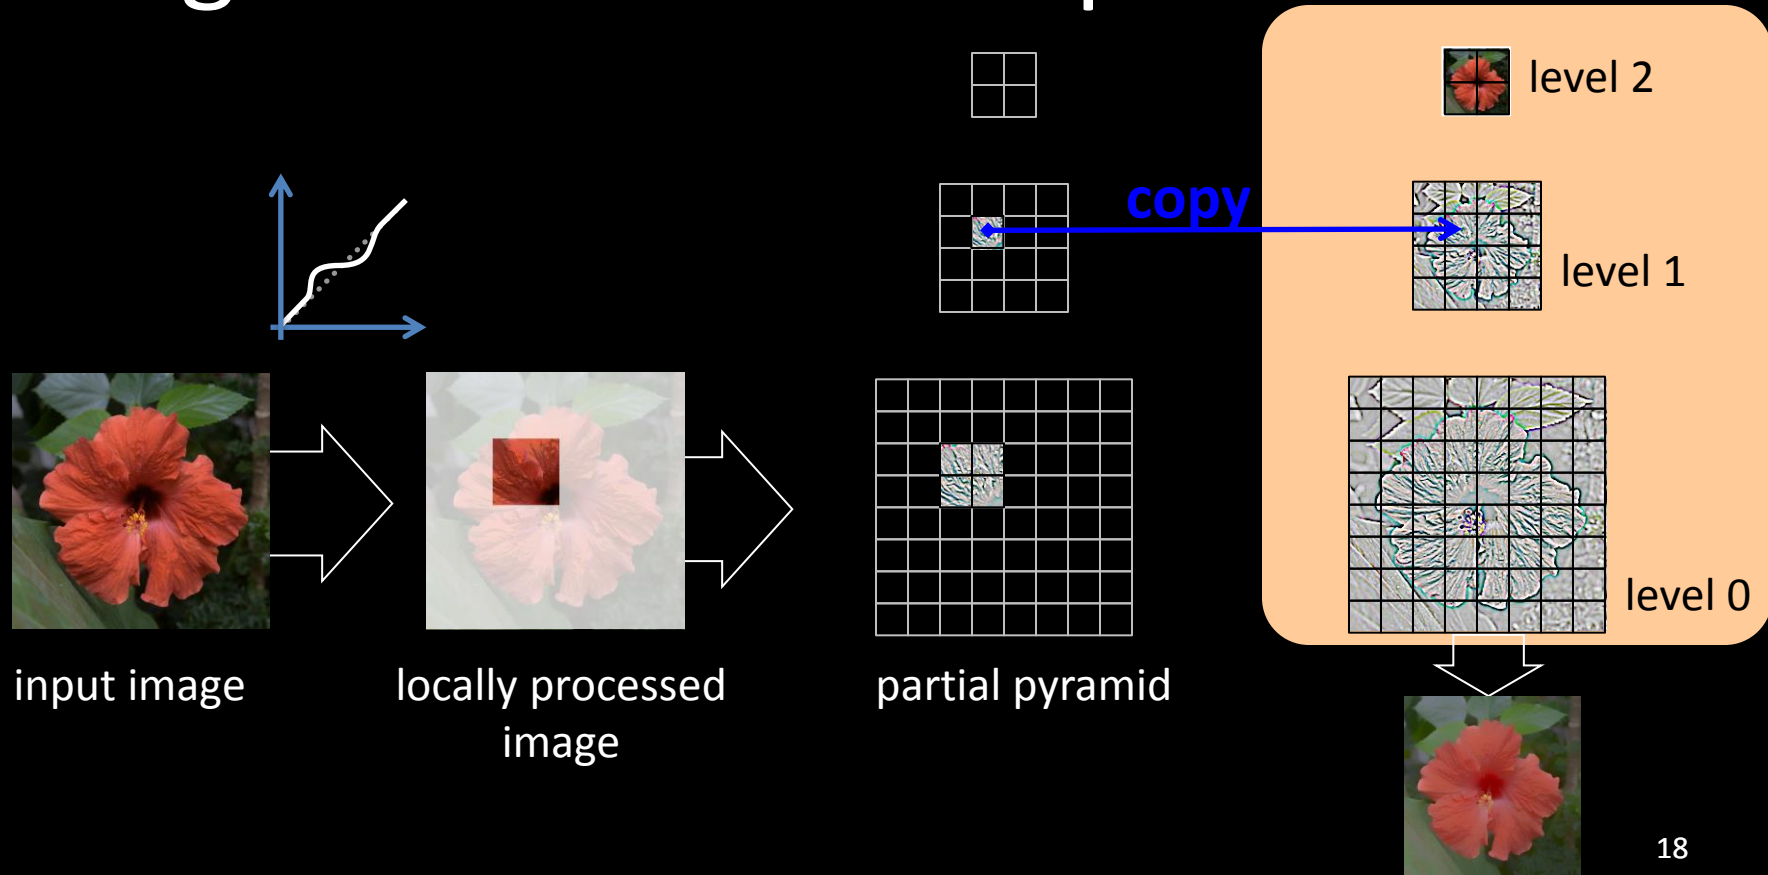 level 2
copy
level 1
level 0
input image
locally processed
image
partial pyramid
18